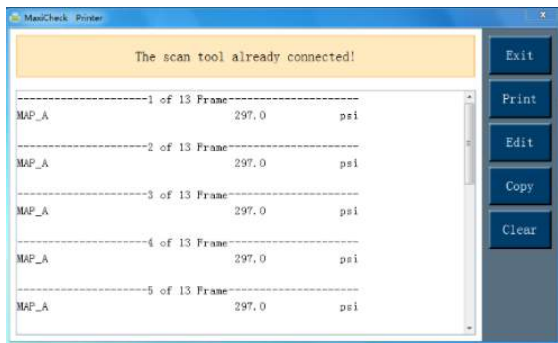 MaxiCheck Printer
x
The scan tool already connected!
--------------------1 of 13 Frame--------------------
MAP_A 297.0 psi
--------------------2 of 13 Frame--------------------
MAP_A 297.0 psi
--------------------3 of 13 Frame--------------------
MAP_A 297.0 psi
--------------------4 of 13 Frame--------------------
MAP_A 297.0 psi
--------------------5 of 13 Frame--------------------
MAP_A 297.0 psi
Exit
Print
Edit
Copy
Clear